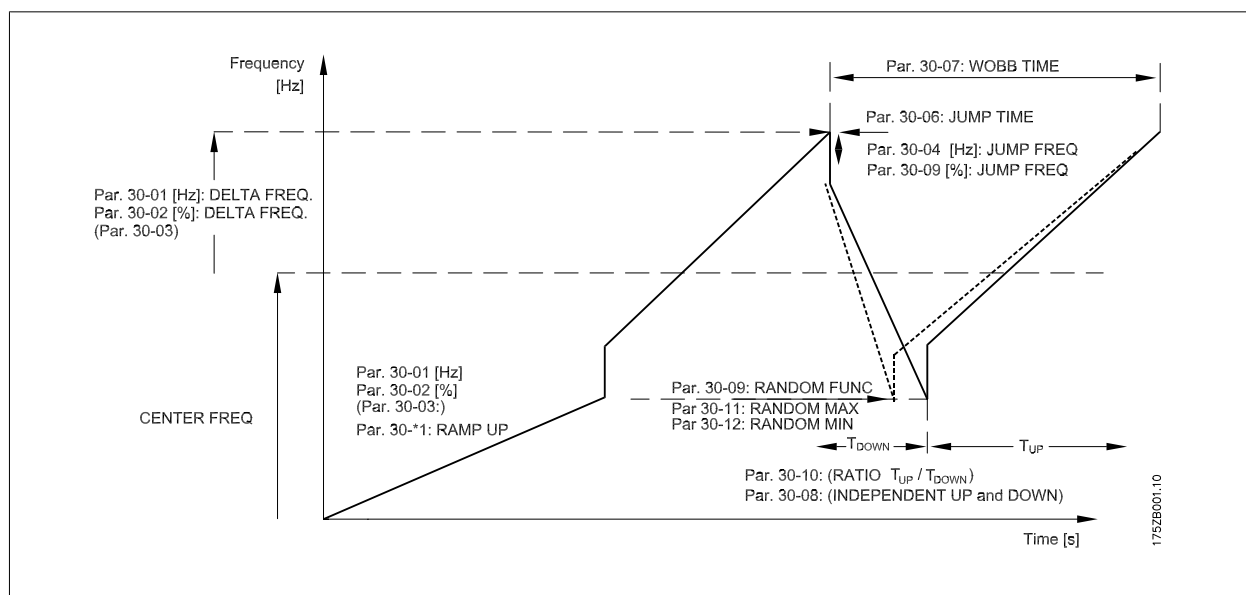 Frequency
[Hz]
Par. 30-07: WOBB TIME
Par. 30-06: JUMP TIME
Par. 30-04 [Hz]: JUMP FREQ
Par. 30-09 [%]: JUMP FREQ
Par. 30-01 [Hz]: DELTA FREQ.
Par. 30-02 [%]: DELTA FREQ.
(Par. 30-03)
Par. 30-01 [Hz]
Par. 30-02 [%]
(Par. 30-03:)
Par. 30-*1: RAMP UP
CENTER FREQ
Par. 30-09: RANDOM FUNC
Par 30-11: RANDOM MAX
Par 30-12: RANDOM MIN
TDOWN
TUP
Par. 30-10: (RATIO TUP / TDOWN)
Par. 30-08: (INDEPENDENT UP and DOWN)
Time [s]
175ZB001.10